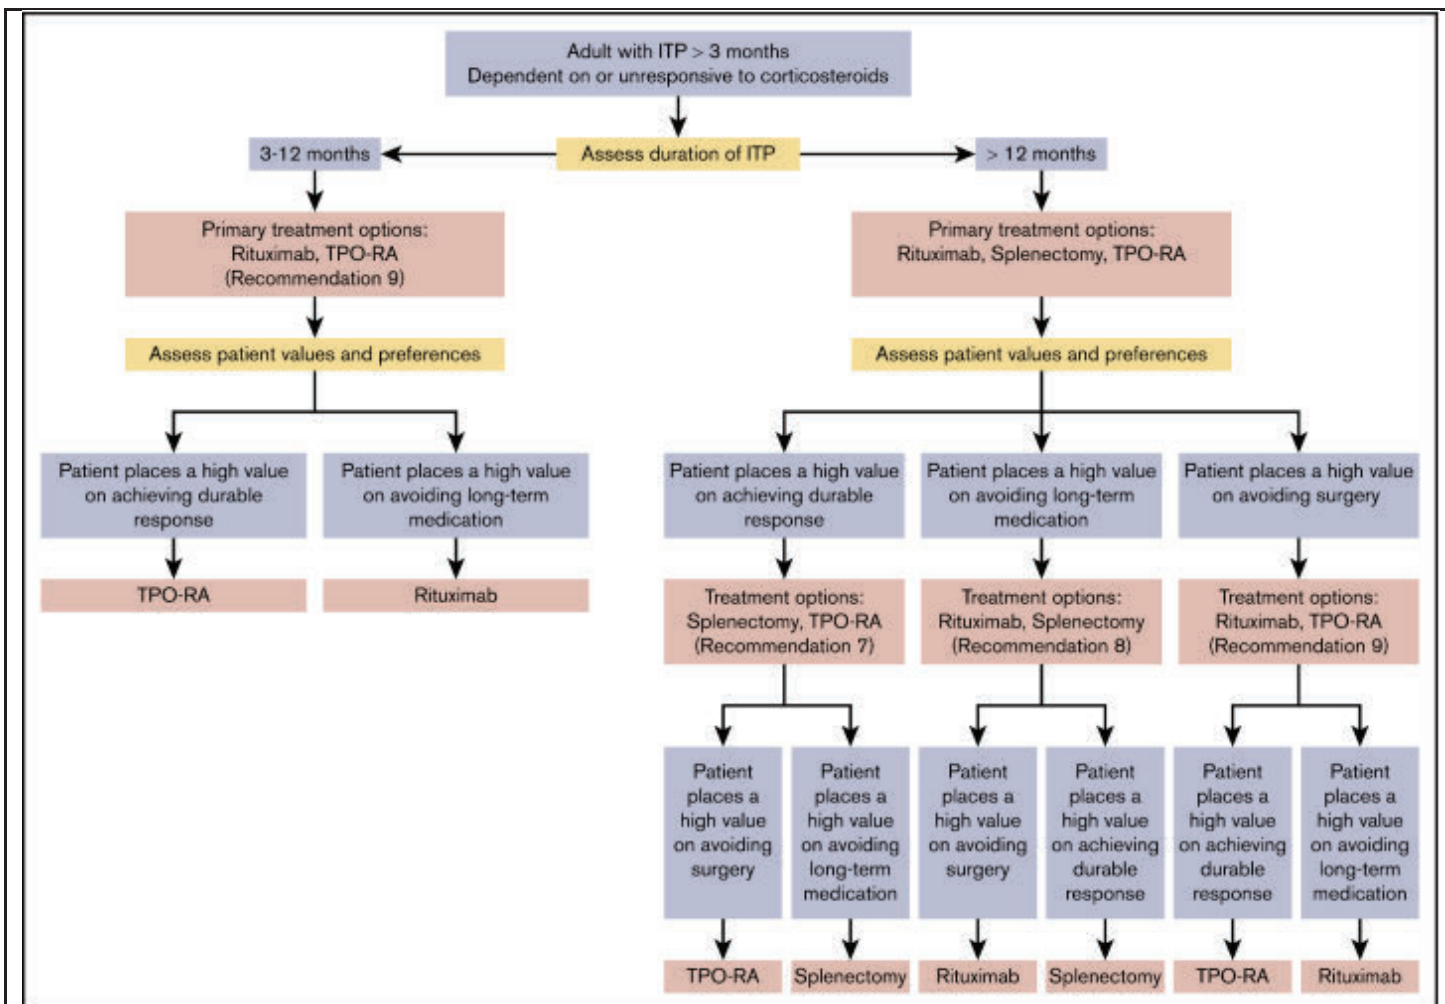 Adult with ITP > 3 months
Dependent on or unresponsive to corticosteroids
3-12 months
Assess duration of ITP
> 12 months
Primary treatment options:
Rituximab, TPO-RA
(Recommendation 9)
Primary treatment options:
Rituximab, Splenectomy, TPO-RA
Assess patient values and preferences
Assess patient values and preferences
Patient places a high value
on achieving durable
response
Patient places a high value
on avoiding long-term
medication
Patient places a high value
on achieving durable
response
Patient places a high value
on avoiding long-term
medication
Patient places a high value
on avoiding surgery
TPO-RA
Rituximab
Treatment options:
Splenectomy, TPO-RA
(Recommendation 7)
Treatment options:
Rituximab, Splenectomy
(Recommendation 8)
Treatment options:
Rituximab, TPO-RA
(Recommendation 9)
Patient
places a
high value
on avoiding
surgery
Patient
places a
high value
on avoiding
long-term
medication
Patient
places a
high value
on avoiding
surgery
Patient
places a
high value
on achieving
durable
response
Patient
places a
high value
on achieving
durable
response
Patient
places a
high value
on avoiding
long-term
medication
TPO-RA
Splenectomy
Rituximab
Splenectomy
TPO-RA
Rituximab